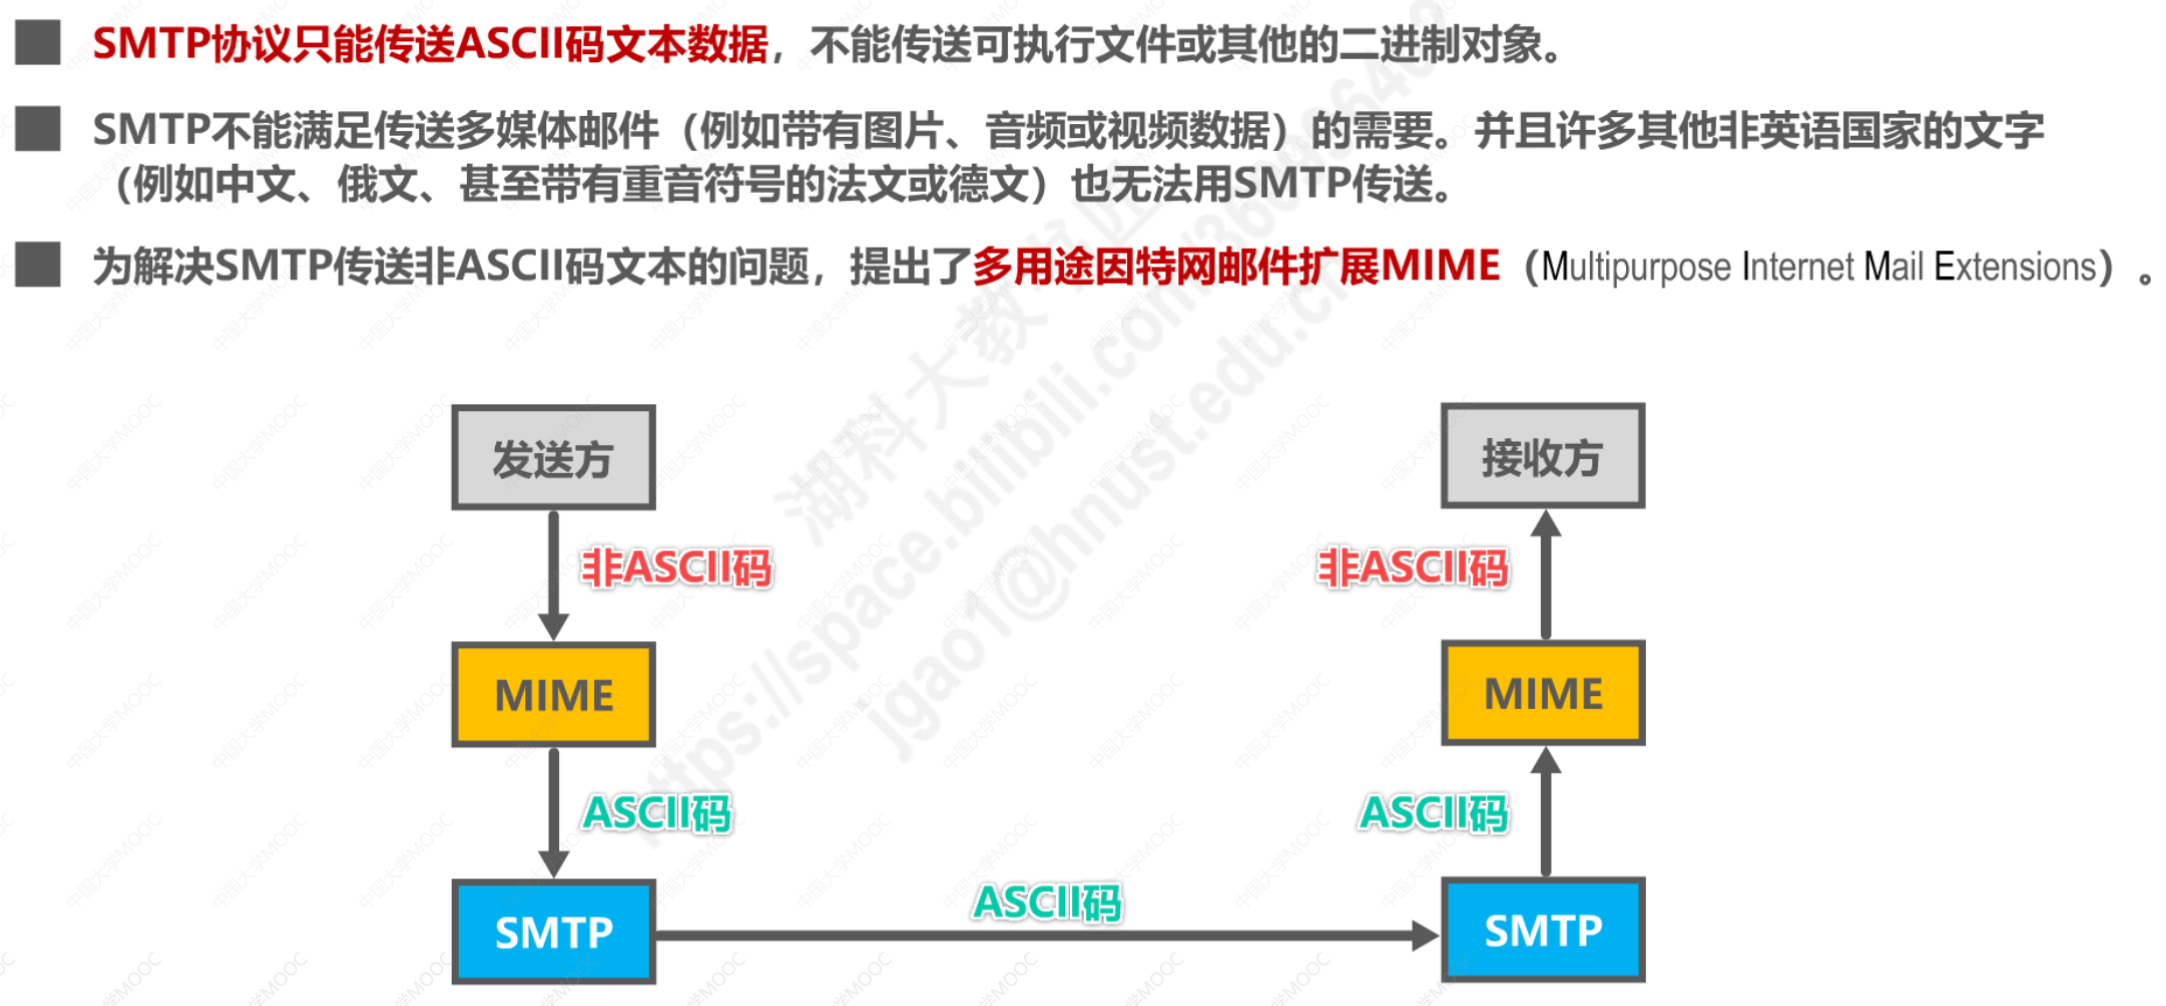 SMTP协议只能传送ASCII码文本数据，不能传送可执行文件或其他的二进制对象。
SMTP不能满足传送多媒体邮件（例如带有图片、音频或视频数据）的需要。并且许多其他非英语国家的文字
（例如中文、俄文、甚至带有重音符号的法文或德文）也无法用SMTP传送。
为解决SMTP传送非ASCII码文本的问题，提出了多用途因特网邮件扩展MIME（Multipurpose Internet Mail Extensions）。
发送方
接收方
非ASCII码
非ASCII码
MIME
MIME
ASCII码
ASCII码
ASCII码
SMTP
SMTP
jgao1@hnust.edu.cn
中国大学MOOC